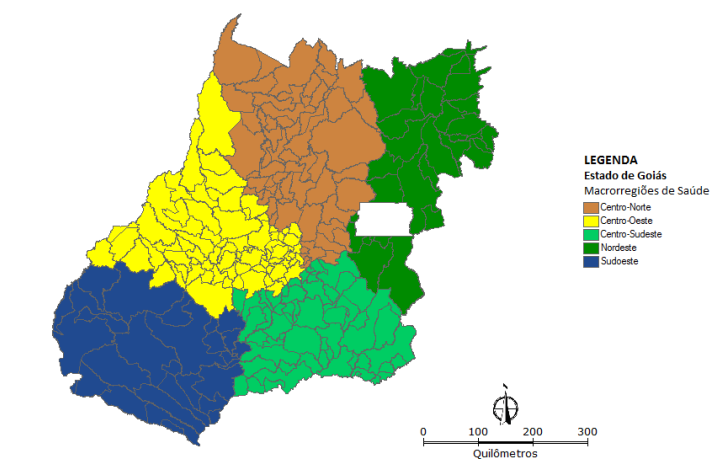 LEGENDA
Estado de Goiás
Macrorregiões de Saúde
Centro-Norte
Centro-Oeste
Centro-Sudeste
Nordeste
Sudoeste
0 100 200 300
Quilômetros